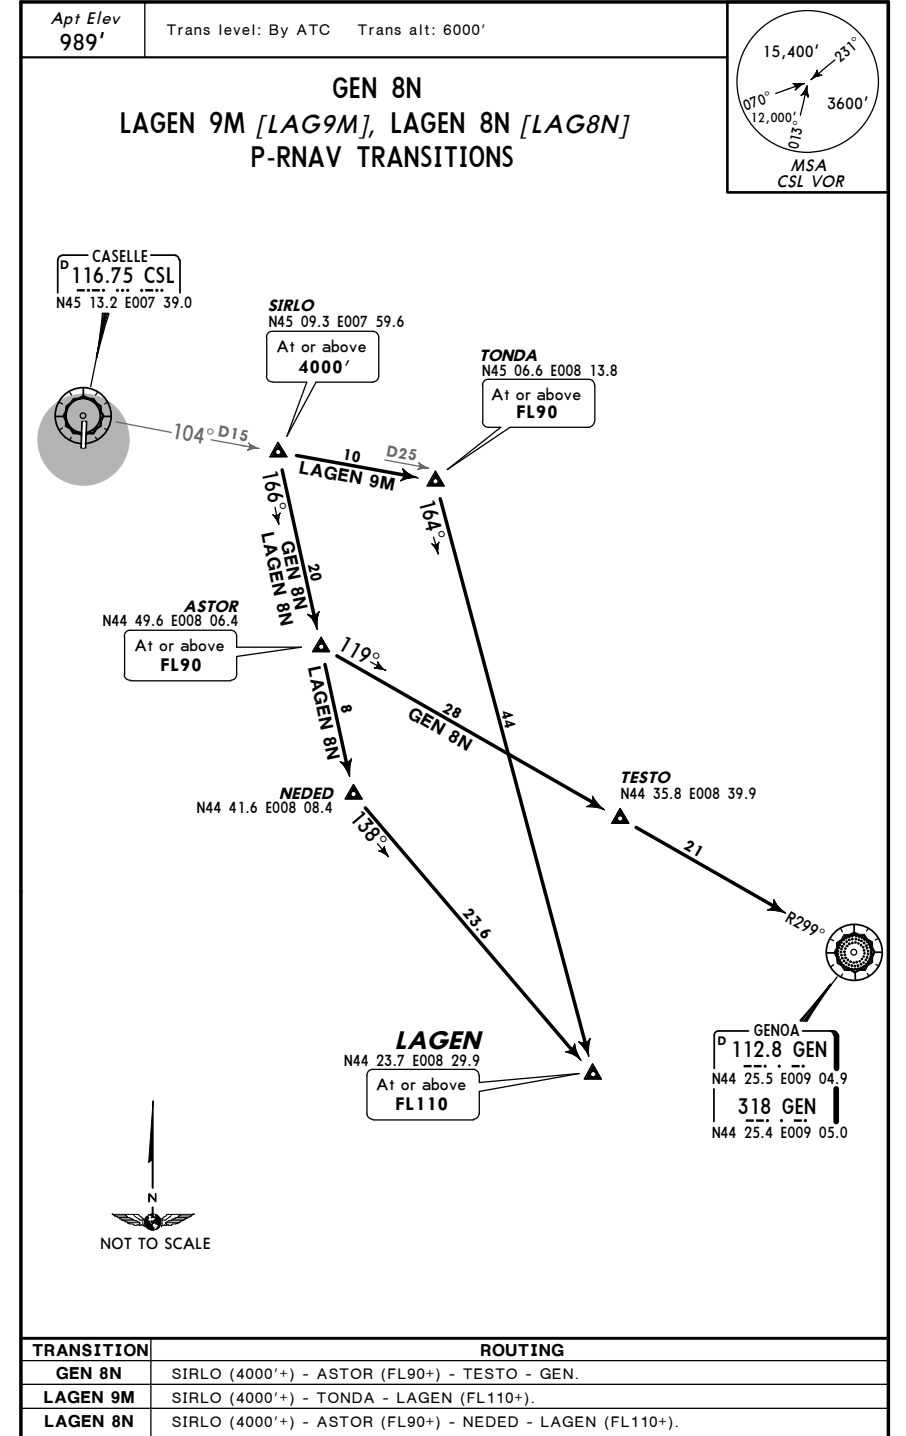 Apt Elev
989'
Trans level: By ATC    Trans alt: 6000'
15,400'
231°
070°
3600'
12,000'
013°
MSA
CSL VOR
GEN 8N
LAGEN 9M [LAG9M], LAGEN 8N [LAG8N]
P-RNAV TRANSITIONS
CASELLE
D 116.75 CSL
N45 13.2 E007 39.0
SIRLO
N45 09.3 E007 59.6
At or above
4000'
TONDA
N45 06.6 E008 13.8
At or above
FL90
104° D15
10
D25
LAGEN 9M
166°
164°
GEN 8N
LAGEN 8N
20
ASTOR
N44 49.6 E008 06.4
At or above
FL90
119°
LAGEN 8N
8
28
GEN 8N
44
NEDED
N44 41.6 E008 08.4
TESTO
N44 35.8 E008 39.9
138°
21
23.6
R299°
LAGEN
N44 23.7 E008 29.9
At or above
FL110
GENOA
D 112.8 GEN
N44 25.5 E009 04.9
318 GEN
N44 25.4 E009 05.0
N
NOT TO SCALE
TRANSITION    ROUTING
GEN 8N    SIRLO (4000'+) - ASTOR (FL90+) - TESTO - GEN.
LAGEN 9M    SIRLO (4000'+) - TONDA - LAGEN (FL110+).
LAGEN 8N    SIRLO (4000'+) - ASTOR (FL90+) - NEDED - LAGEN (FL110+).